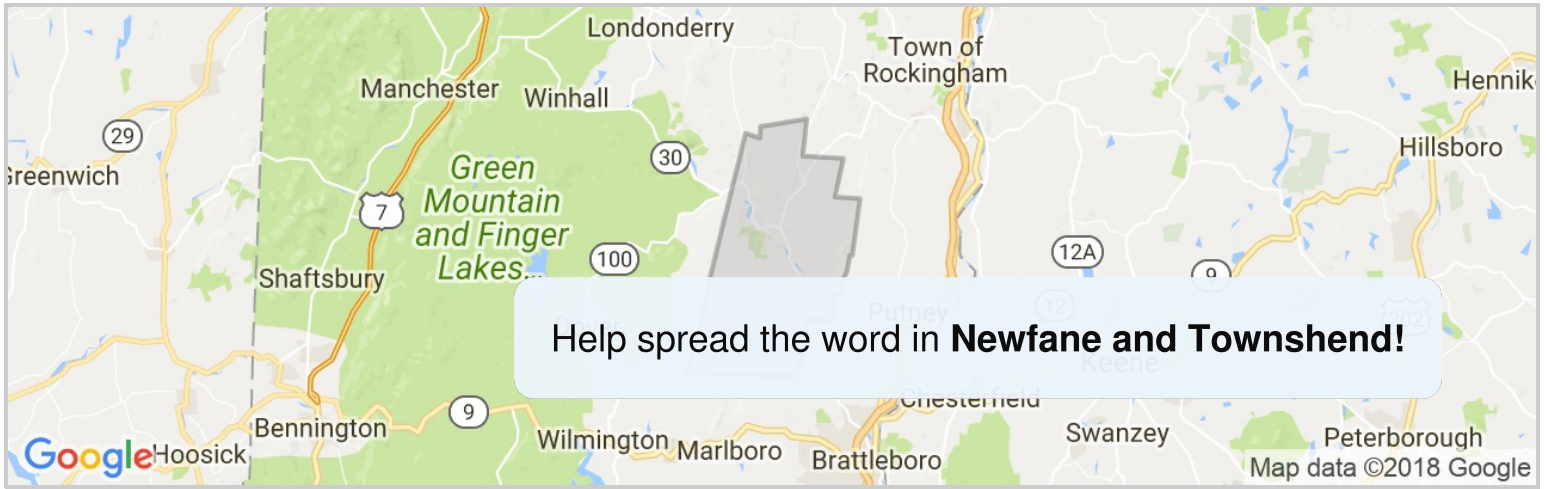 Londonderry
Town of
Rockingham
Manchester
Winhall
Hennik
29
30
Hillsboro
Greenwich
Green
Mountain
and Finger
Lakes...
7
100
12A
9
Shaftsbury
Putney
12
202
Help spread the word in Newfane and Townshend!
Keene
Chesterfield
9
Bennington
Wilmington
Marlboro
Swanzey
Peterborough
Google
Hoosick
Brattleboro
Map data ©2018 Google